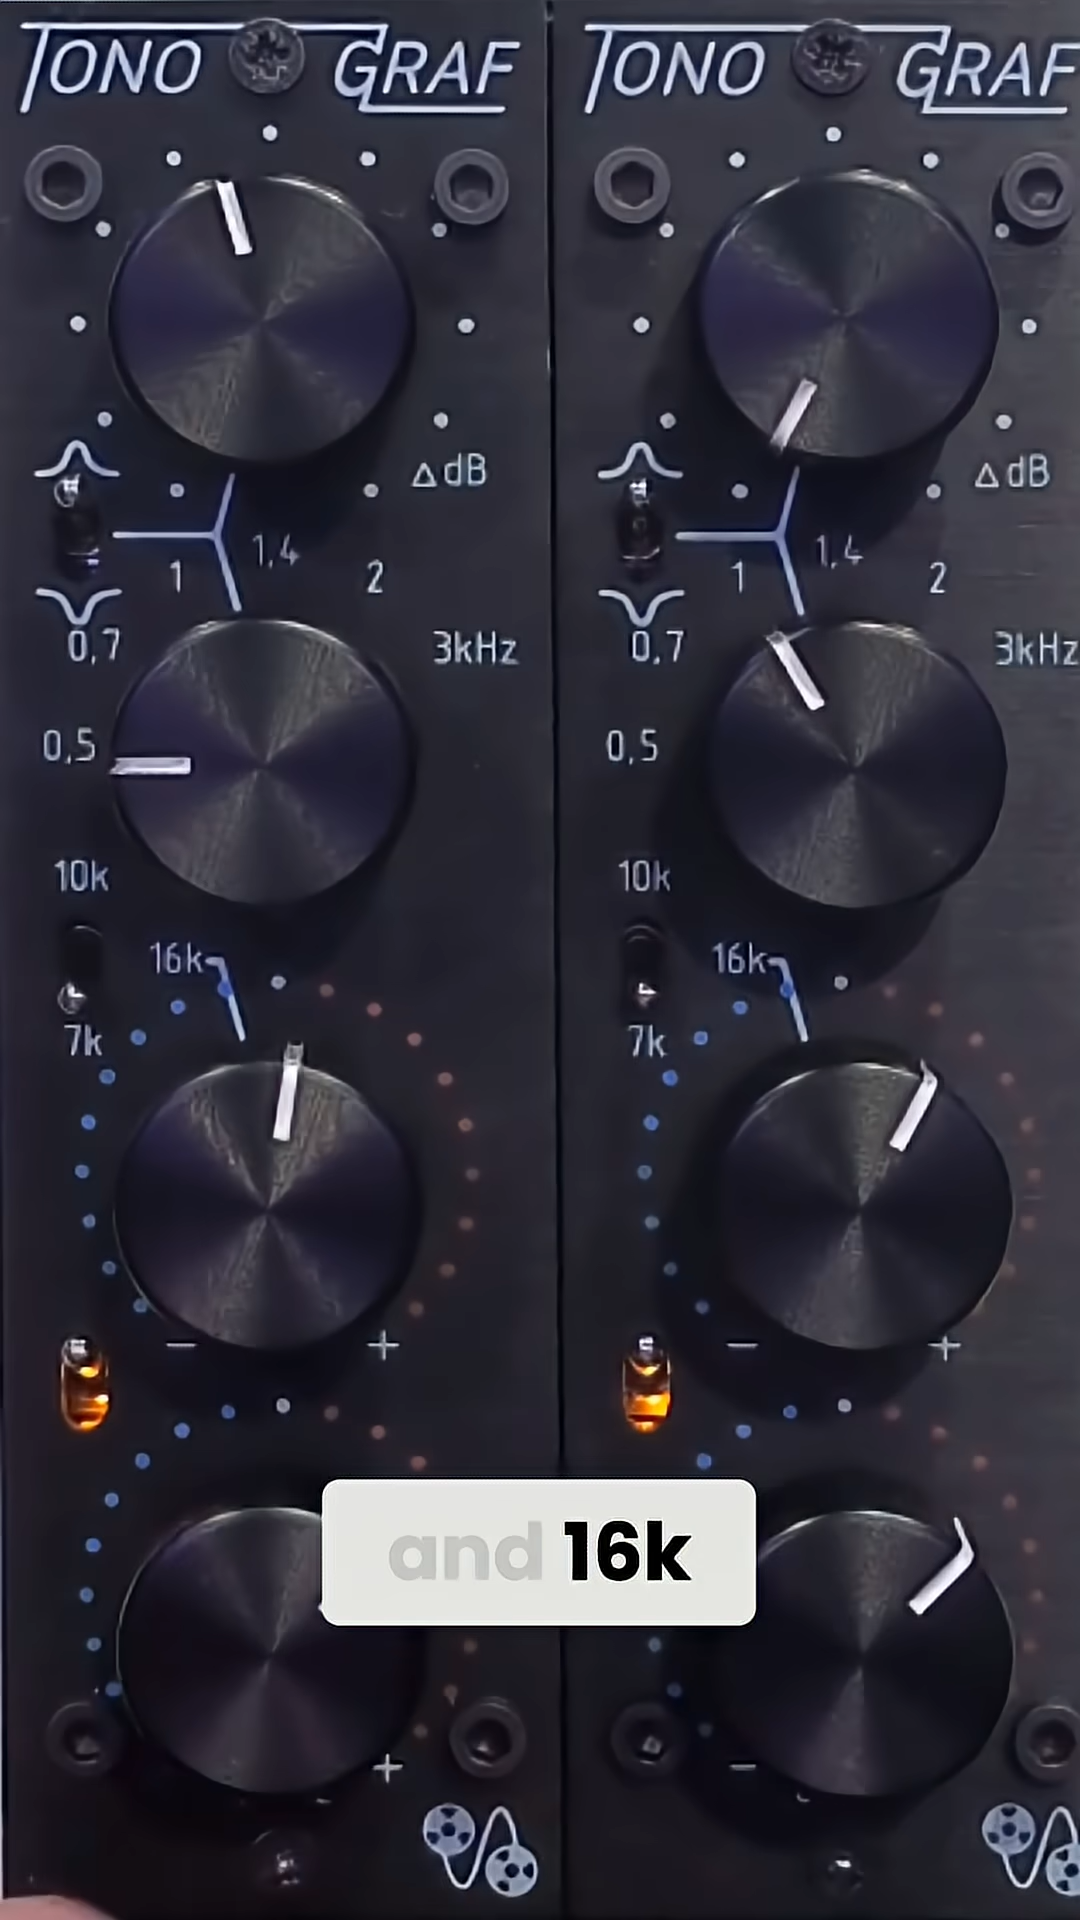 TONO GRAF
TONO GRAF
ΔdB
ΔdB
1
1,4
2
1
1,4
2
0,7
3kHz
0,7
3kHz
0,5
0,5
10k
10k
16k
16k
7k
7k
− +
− +
and 16k
+
−